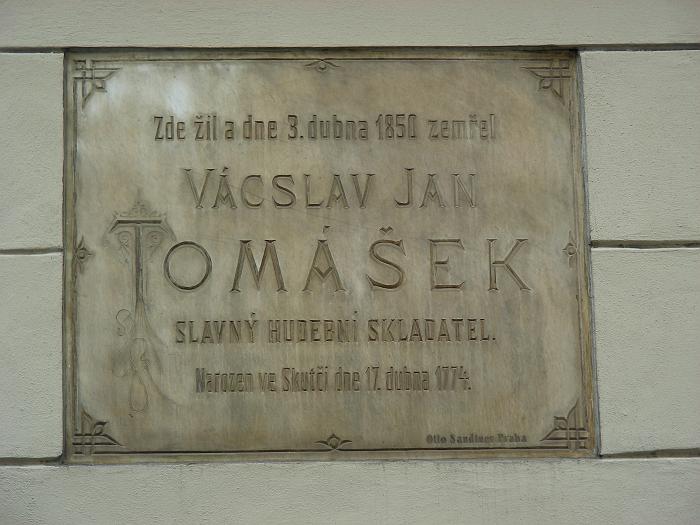 Zde žil a dne 3. dubna 1850 zemřel
VÁCSLAV JAN
TOMÁŠEK
SLAVNÝ HUDEBNÍ SKLADATEL.
Narozen ve Skutči dne 17. dubna 1774.
Otto Sandtner Praha